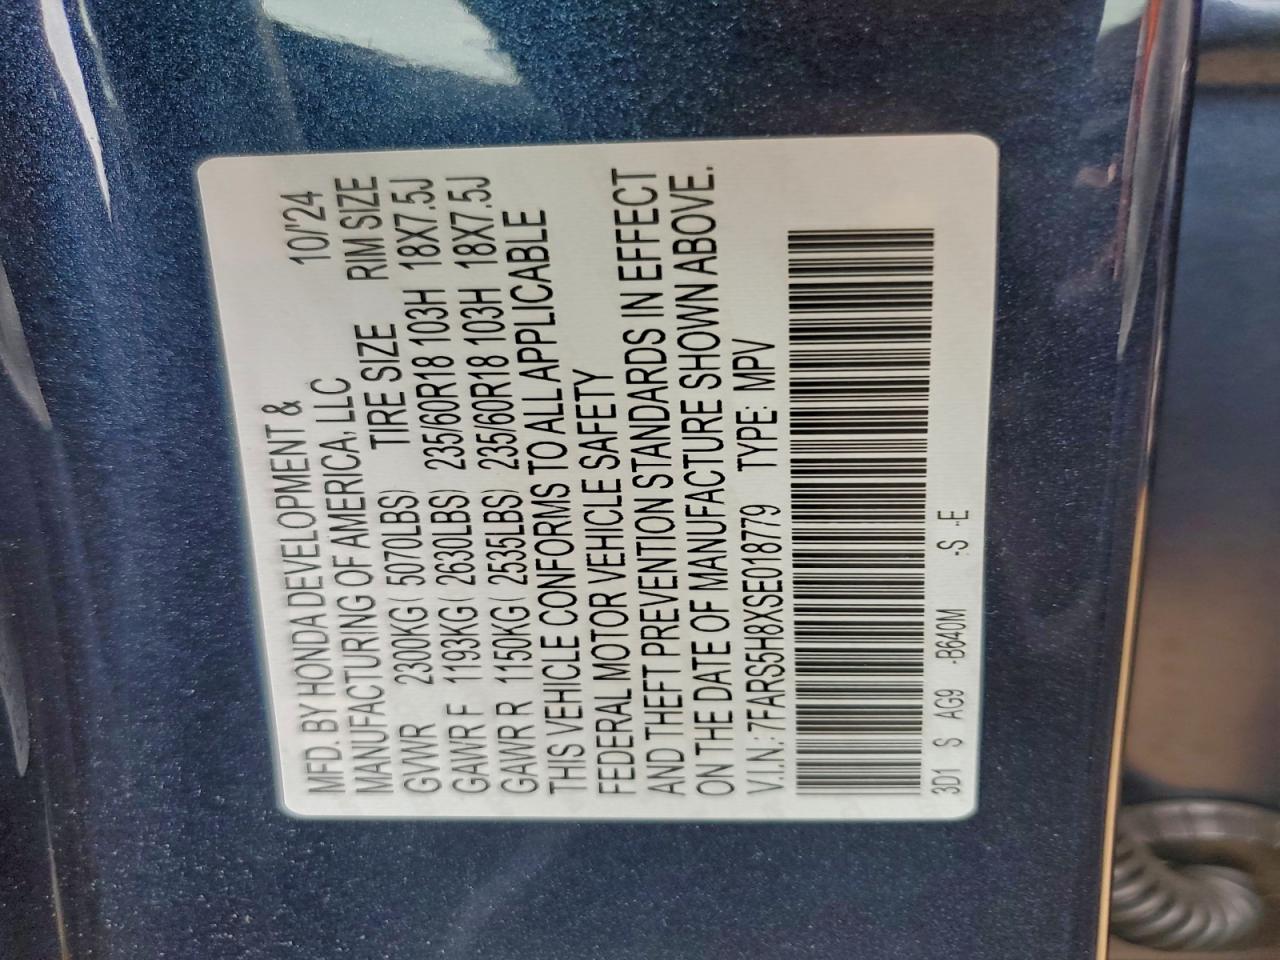 MFD. BY HONDA DEVELOPMENT & 10/'24
MANUFACTURING OF AMERICA, LLC
TIRE SIZE RIM SIZE
GVWR 2300KG( 5070LBS)
GAWR F 1193KG( 2630LBS) 235/60R18 103H 18X7.5J
GAWR R 1150KG( 2535LBS) 235/60R18 103H 18X7.5J
THIS VEHICLE CONFORMS TO ALL APPLICABLE
FEDERAL MOTOR VEHICLE SAFETY
AND THEFT PREVENTION STANDARDS IN EFFECT
ON THE DATE OF MANUFACTURE SHOWN ABOVE.
V.I.N.: 7FARS5H8XSE018779 TYPE: MPV
3D1 S AG9 -B640M -S -E